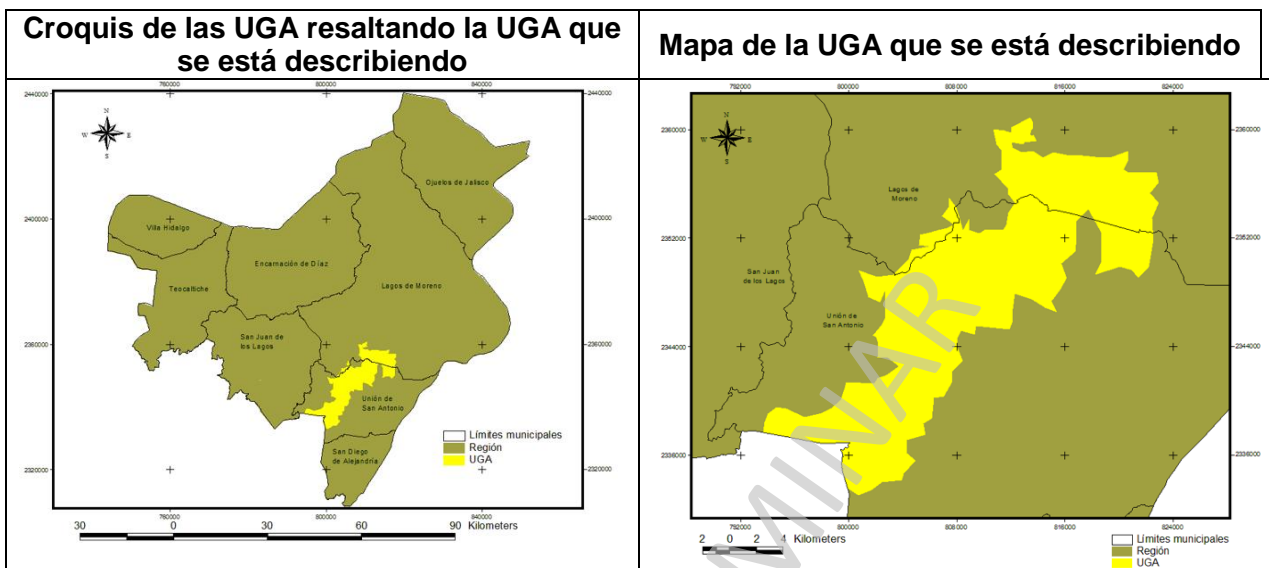 Croquis de las UGA resaltando la UGA que
se está describiendo
Mapa de la UGA que se está describiendo
760000
800000
840000
2440000
2440000
N
W
E
S
Ojuelos de Jalisco
2400000
2400000
Villa Hidalgo
Encarnación de Díaz
Teocaltiche
Lagos de Moreno
San Juan de
los Lagos
2360000
2360000
Unión de
San Antonio
San Diego
de Alejandría
Límites municipales
Región
UGA
2320000
2320000
760000
800000
840000
30 0 30 60 90 Kilometers
792000
800000
808000
816000
824000
2360000
2360000
N
W
E
S
Lagos de
Moreno
2352000
2352000
San Juan
de los Lagos
Unión de
San Antonio
2344000
2344000
2336000
2336000
792000
800000
808000
816000
824000
2 0 2 4 Kilometers
Límites municipales
Región
UGA
MINAR